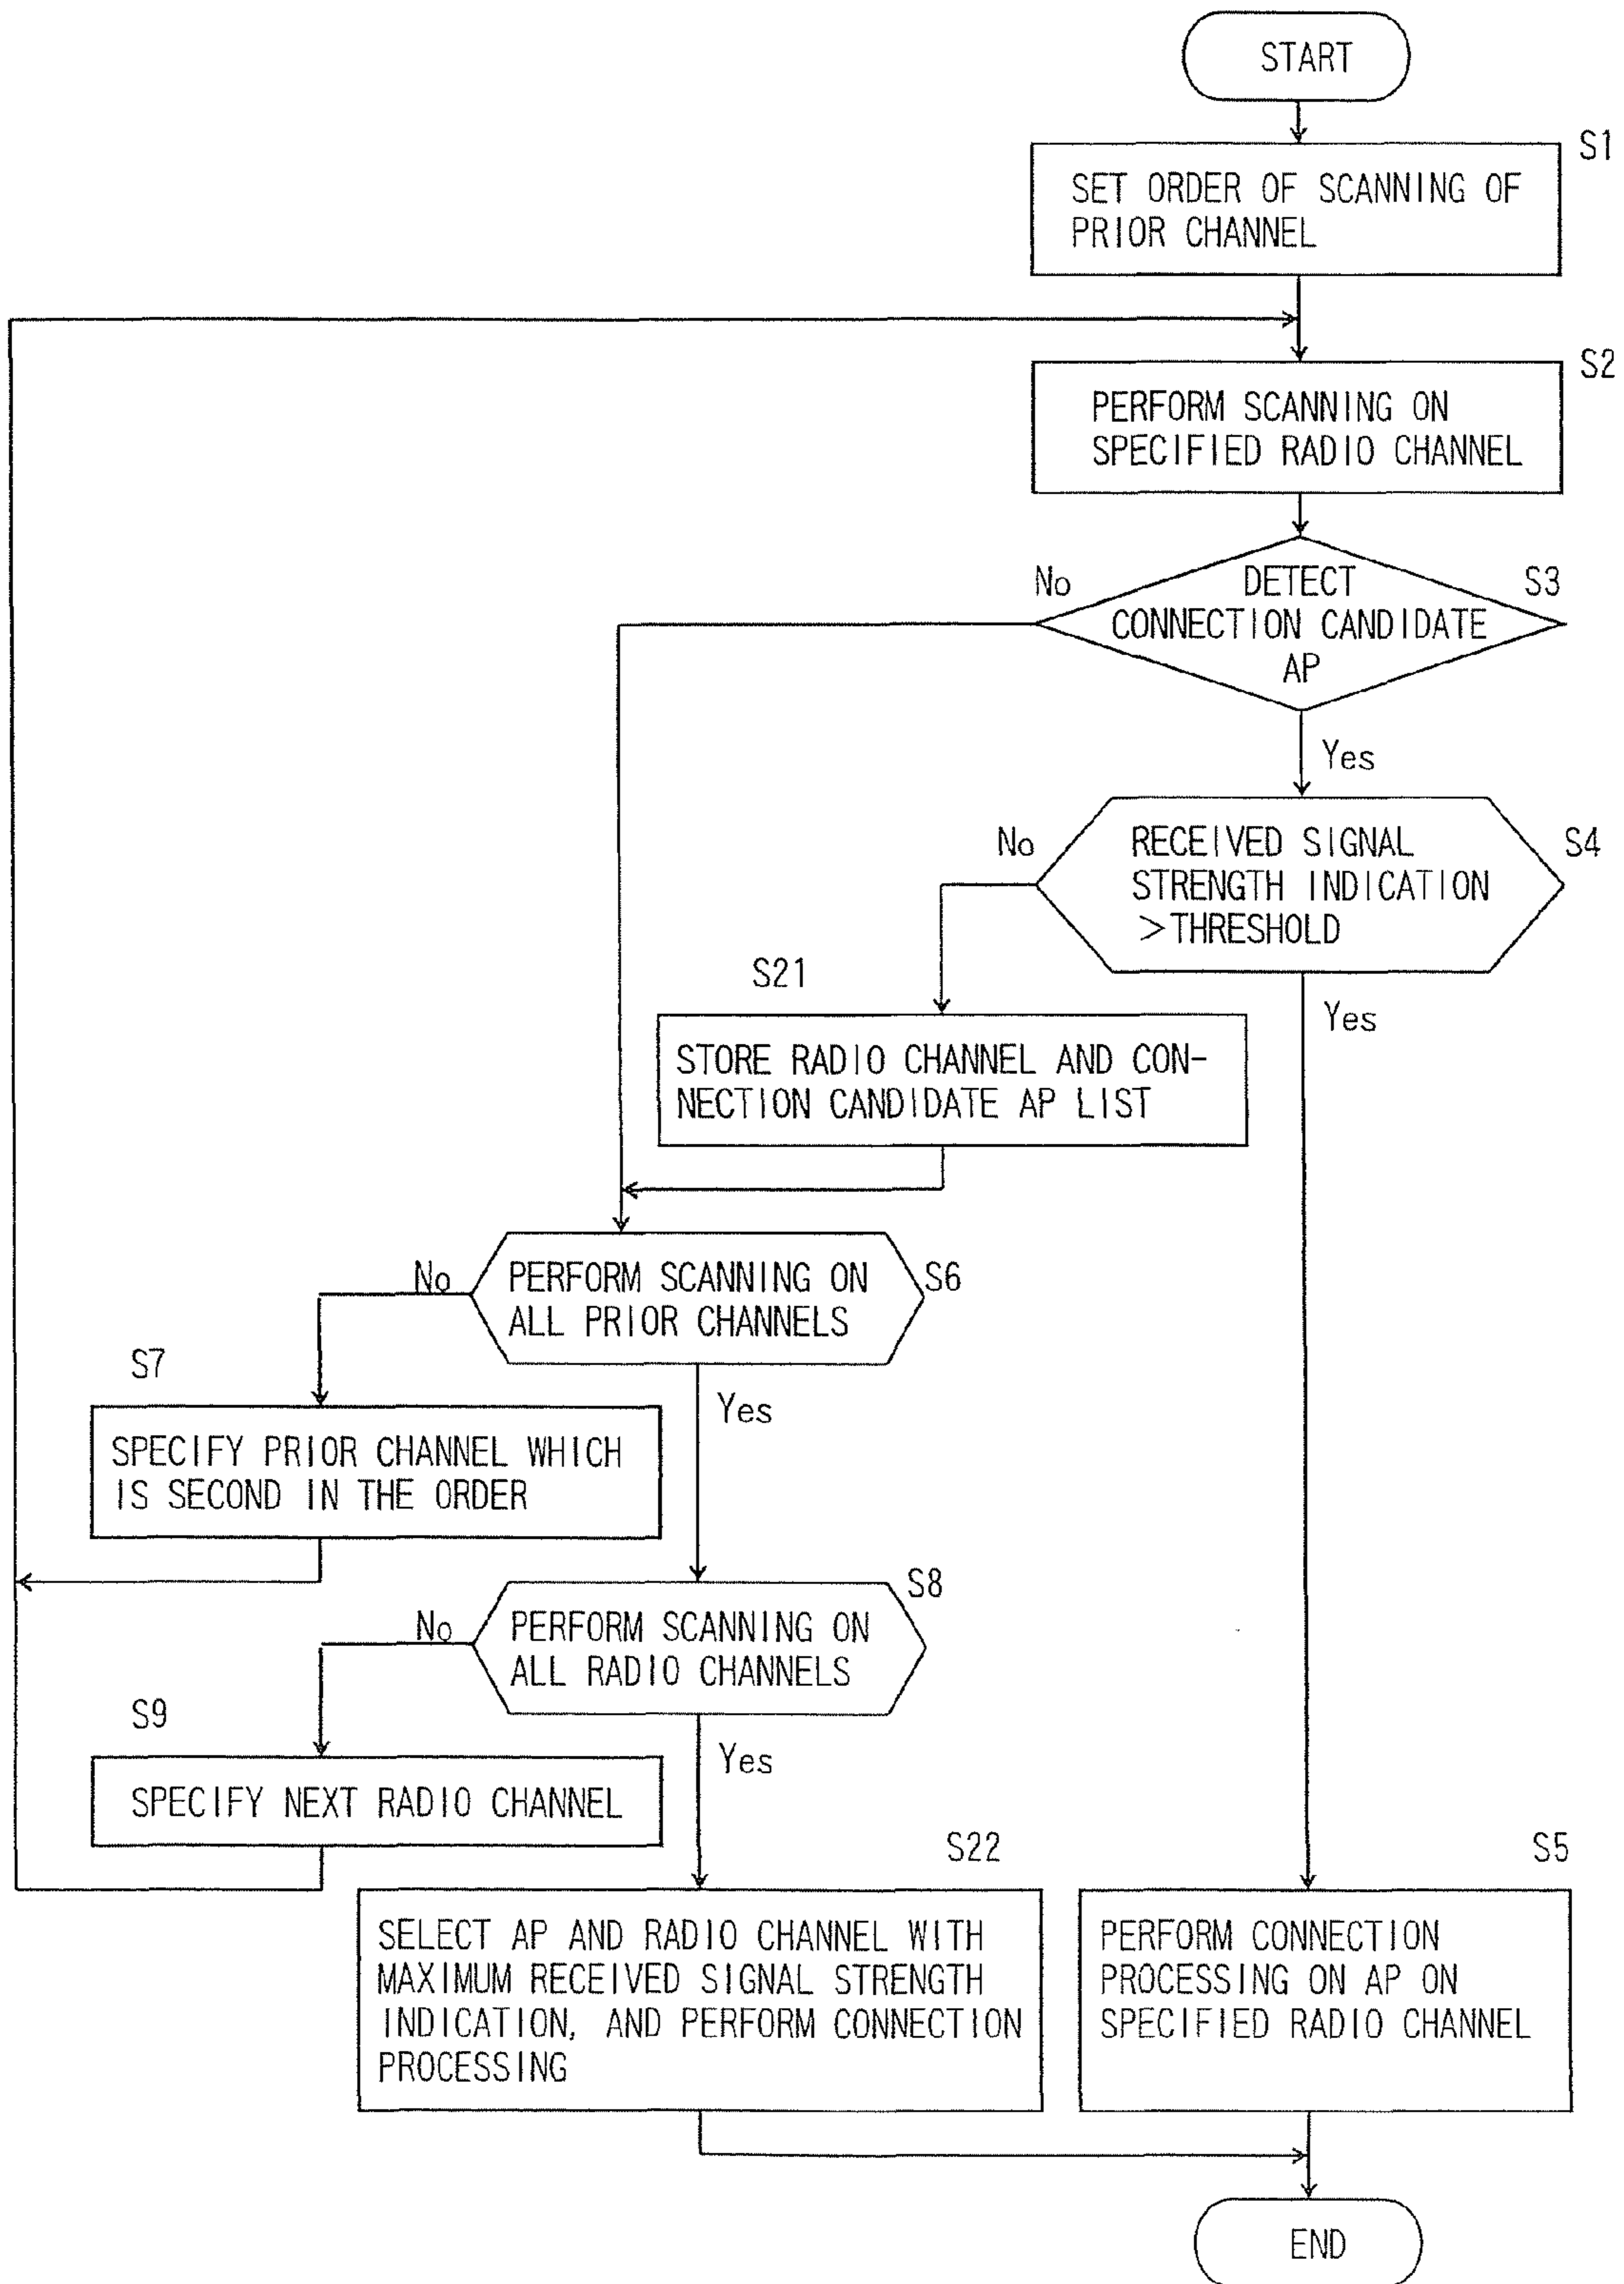 START
S1
SET ORDER OF SCANNING OF
PRIOR CHANNEL
S2
PERFORM SCANNING ON
SPECIFIED RADIO CHANNEL
No
DETECT
CONNECTION CANDIDATE
AP
S3
Yes
No
RECEIVED SIGNAL
STRENGTH INDICATION
>THRESHOLD
S4
S21
Yes
STORE RADIO CHANNEL AND CON-
NECTION CANDIDATE AP LIST
No
PERFORM SCANNING ON
ALL PRIOR CHANNELS
S6
S7
Yes
SPECIFY PRIOR CHANNEL WHICH
IS SECOND IN THE ORDER
S8
No
PERFORM SCANNING ON
ALL RADIO CHANNELS
S9
Yes
SPECIFY NEXT RADIO CHANNEL
S22
S5
SELECT AP AND RADIO CHANNEL WITH
MAXIMUM RECEIVED SIGNAL STRENGTH
INDICATION, AND PERFORM CONNECTION
PROCESSING
PERFORM CONNECTION
PROCESSING ON AP ON
SPECIFIED RADIO CHANNEL
END